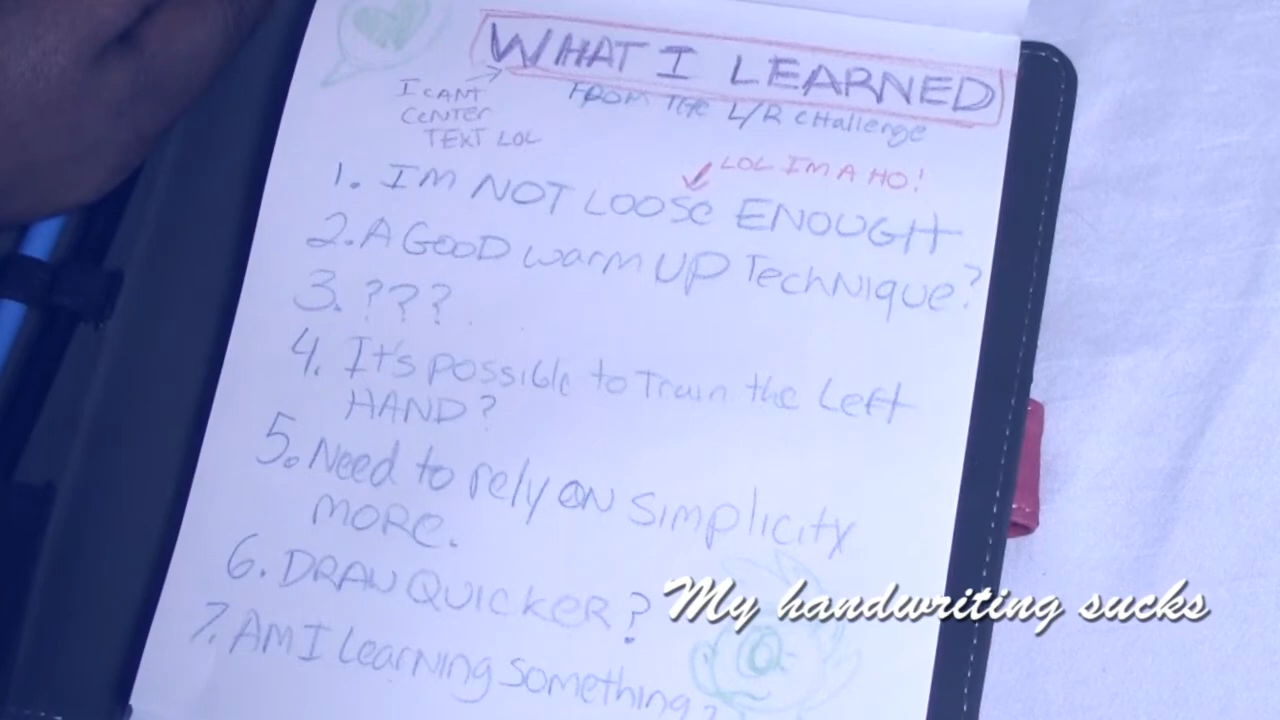 WHAT I LEARNED
FROM THE L/R CHALLENGE
I CANT
CENTER
TEXT LOL
LOL IM A HO!
1. IM NOT LOOSE ENOUGH
2. A GOOD warm UP Technique?
3. ???
4. It's possible to Train the Left
HAND?
5. Need to rely ON Simplicity
MORE.
6. DRAW QUICKER?
7. AM I Learning Something?
My handwriting sucks